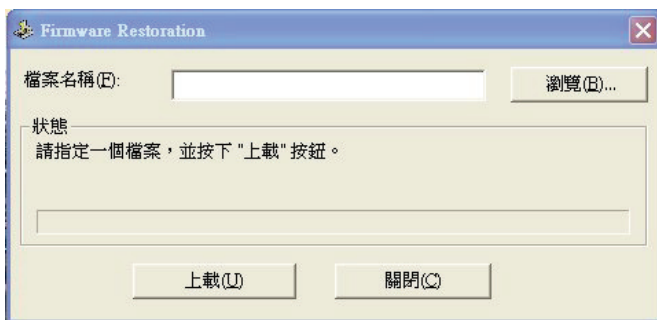 Firmware Restoration
檔案名稱(F):
瀏覽(B)...
狀態
請指定一個檔案，並按下 "上載" 按鈕。
上載(U)
關閉(C)